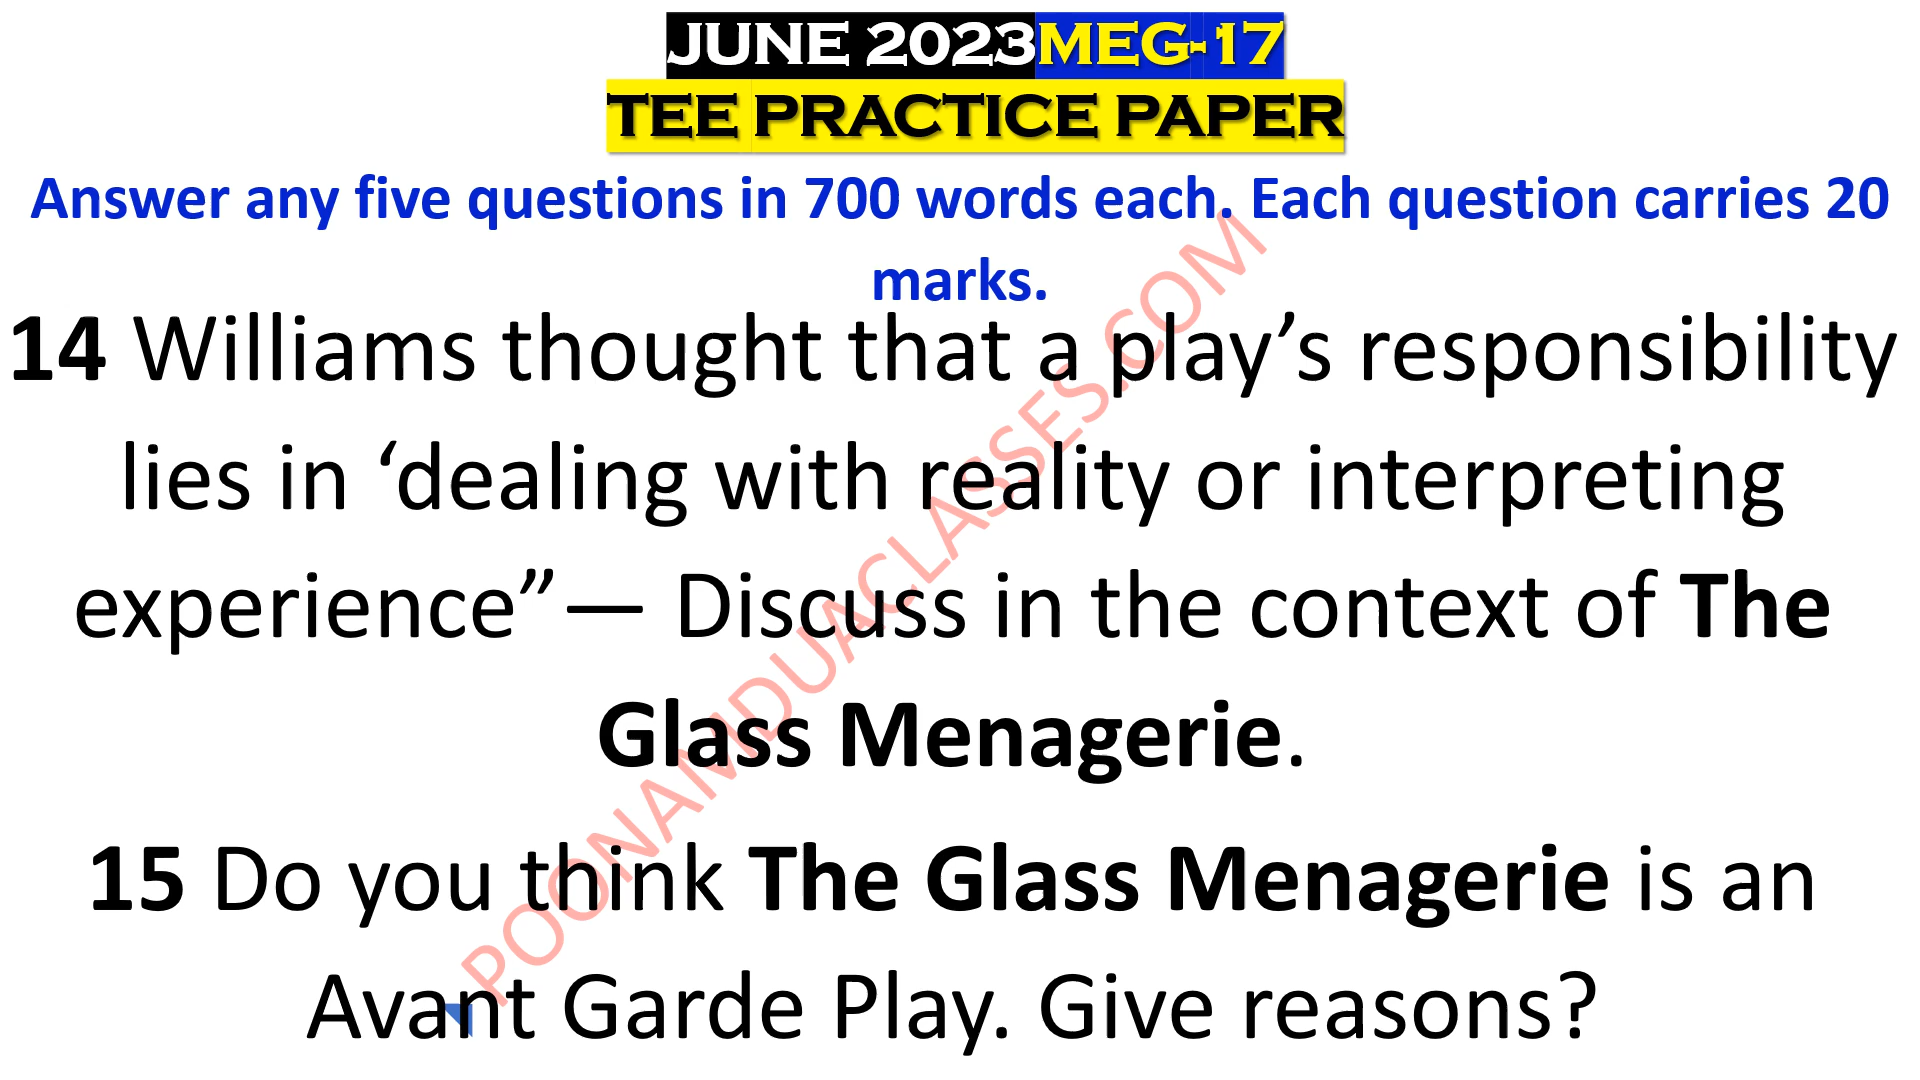 JUNE 2023MEG-17
TEE PRACTICE PAPER
Answer any five questions in 700 words each. Each question carries 20
marks.
14 Williams thought that a play’s responsibility
lies in ‘dealing with reality or interpreting
experience”— Discuss in the context of The
Glass Menagerie.
15 Do you think The Glass Menagerie is an
Avant Garde Play. Give reasons?
POONAMDUACLASSES.COM